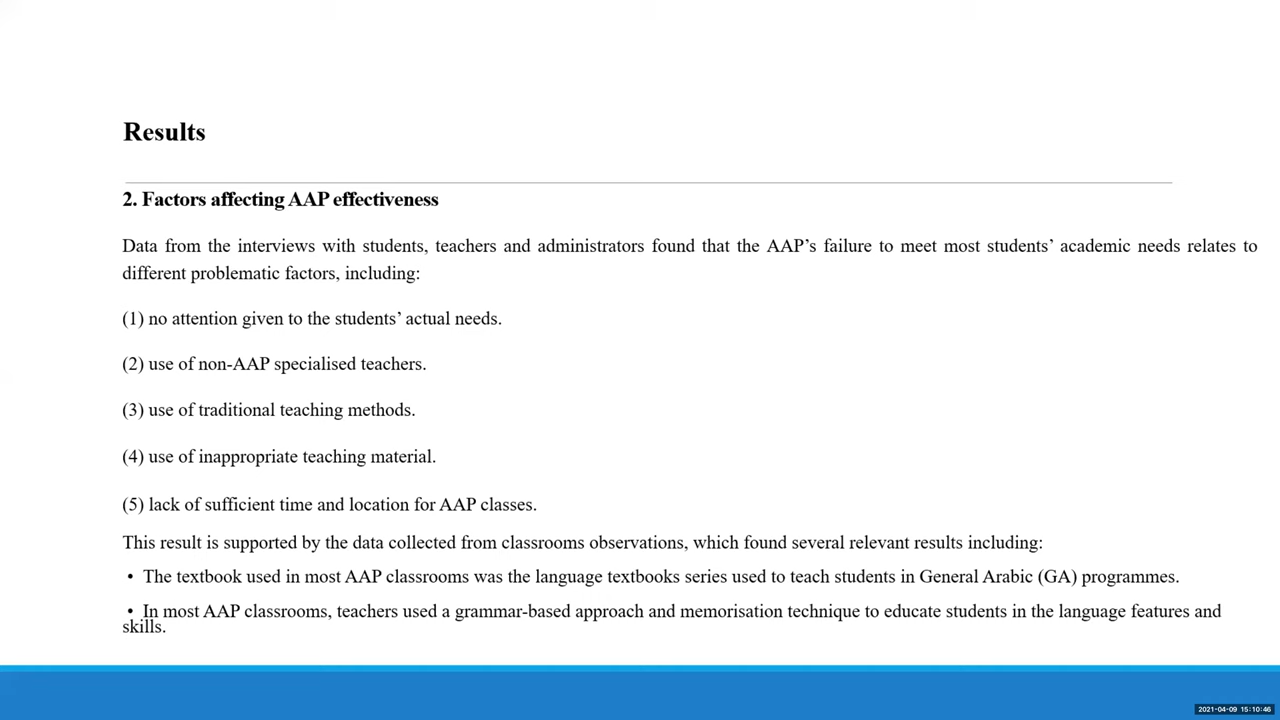 Results
2. Factors affecting AAP effectiveness
Data from the interviews with students, teachers and administrators found that the AAP’s failure to meet most students’ academic needs relates to
different problematic factors, including:
(1) no attention given to the students’ actual needs.
(2) use of non-AAP specialised teachers.
(3) use of traditional teaching methods.
(4) use of inappropriate teaching material.
(5) lack of sufficient time and location for AAP classes.
This result is supported by the data collected from classrooms observations, which found several relevant results including:
• The textbook used in most AAP classrooms was the language textbooks series used to teach students in General Arabic (GA) programmes.
• In most AAP classrooms, teachers used a grammar-based approach and memorisation technique to educate students in the language features and
skills.
2021-04-09 15:10:46